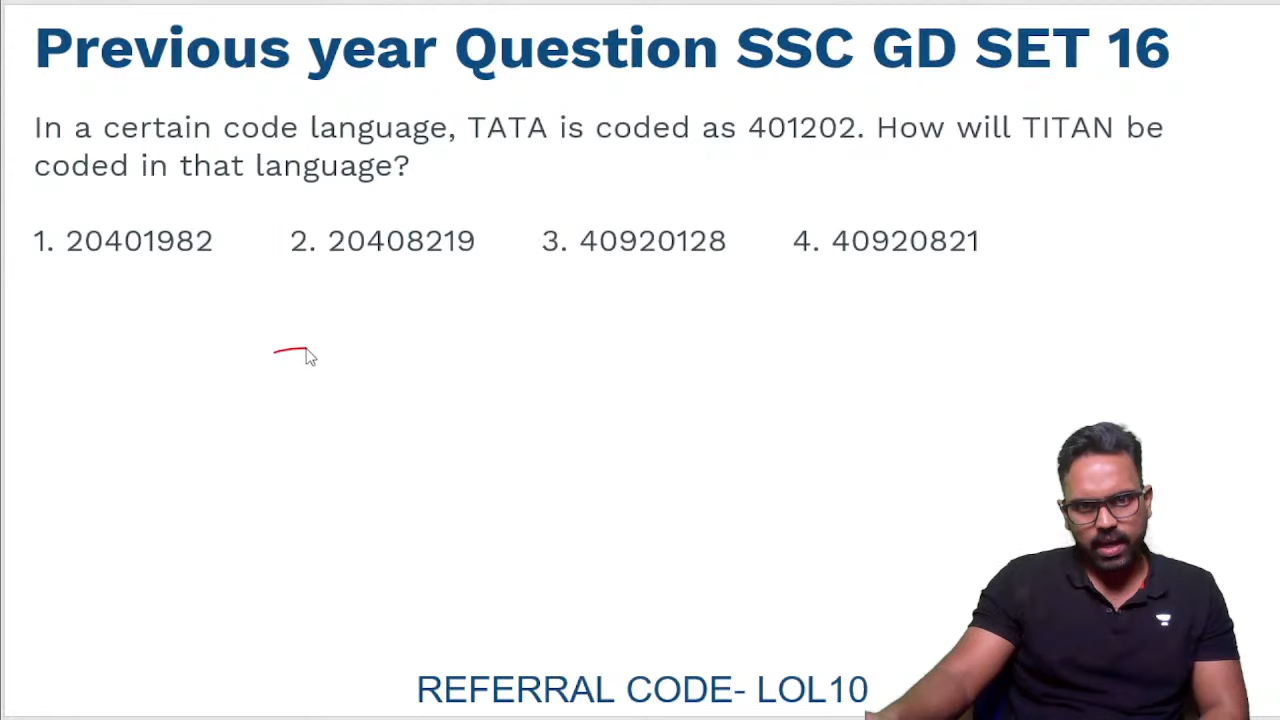 Previous year Question SSC GD SET 16
In a certain code language, TATA is coded as 401202. How will TITAN be
coded in that language?
1. 20401982 2. 20408219 3. 40920128 4. 40920821
REFERRAL CODE- LOL10